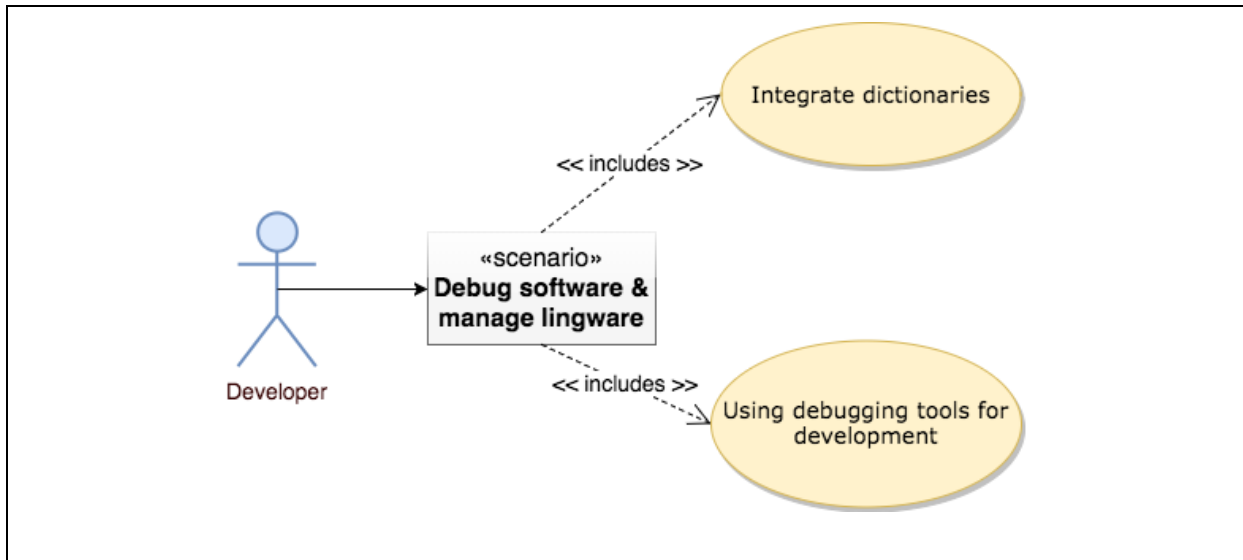 Integrate dictionaries
<< includes >>
«scenario»
Debug software &
manage lingware
Developer
<< includes >>
Using debugging tools for
development